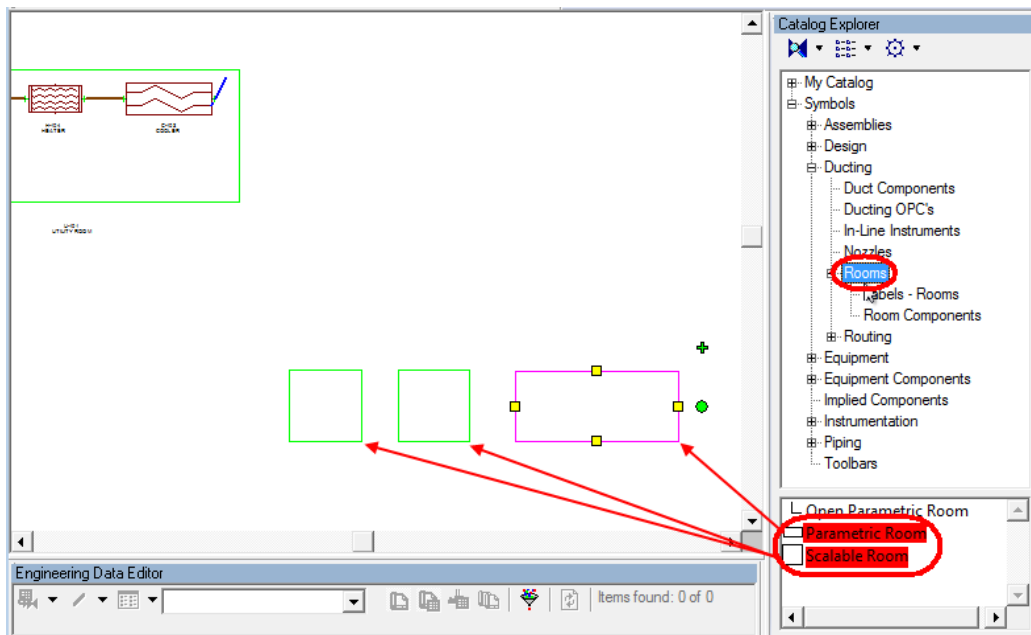 Catalog Explorer
My Catalog
Symbols
Assemblies
Design
Ducting
Duct Components
Ducting OPC's
In-Line Instruments
Nozzles
Rooms
Labels - Rooms
Room Components
Routing
Equipment
Equipment Components
Implied Components
Instrumentation
Piping
Toolbars
HEATER
COOLER
UTILITY ROOM
Open Parametric Room
Parametric Room
Scalable Room
Engineering Data Editor
Items found: 0 of 0